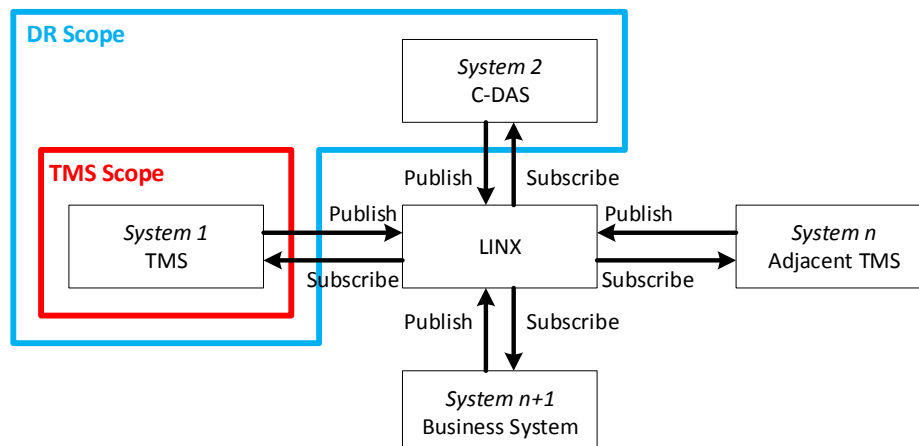 DR Scope
System 2
C-DAS
TMS Scope
Publish
Subscribe
System 1
TMS
Publish
Subscribe
LINX
Publish
Subscribe
System n
Adjacent TMS
Publish
Subscribe
System n+1
Business System